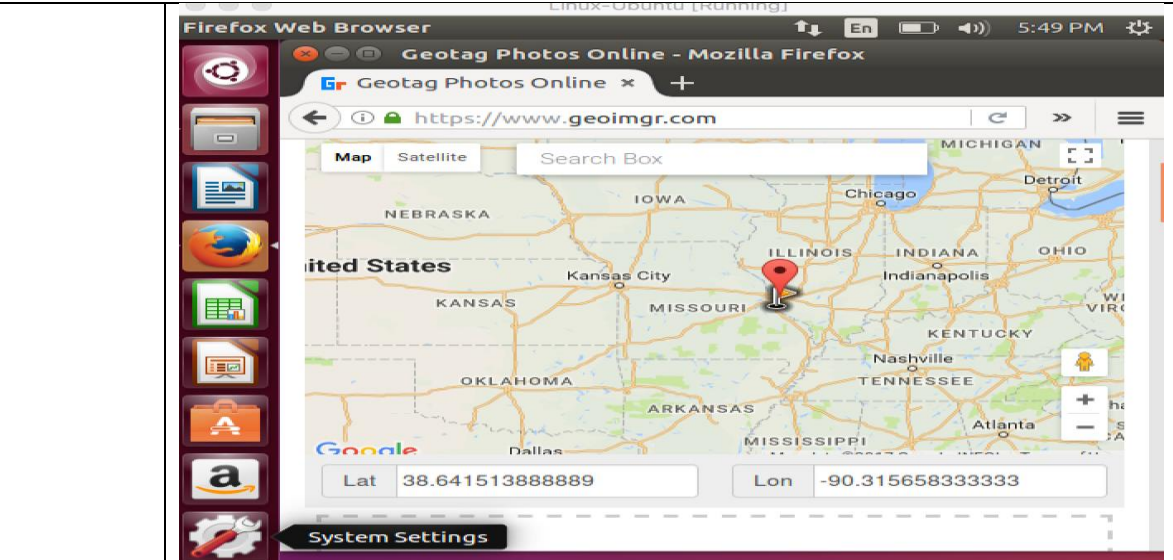 Linux-Ubuntu [Running]
Firefox Web Browser En 5:49 PM
Geotag Photos Online - Mozilla Firefox
Gr Geotag Photos Online × +
https://www.geoimgr.com
Map Satellite Search Box
MICHIGAN
Detroit
Chicago
IOWA
NEBRASKA
ILLINOIS INDIANA OHIO
ited States
Kansas City Indianapolis
KANSAS MISSOURI
KENTUCKY
Nashville
OKLAHOMA TENNESSEE
ARKANSAS
Atlanta
MISSISSIPPI
Google Dallas
a
Lat 38.641513888889 Lon -90.315658333333
System Settings